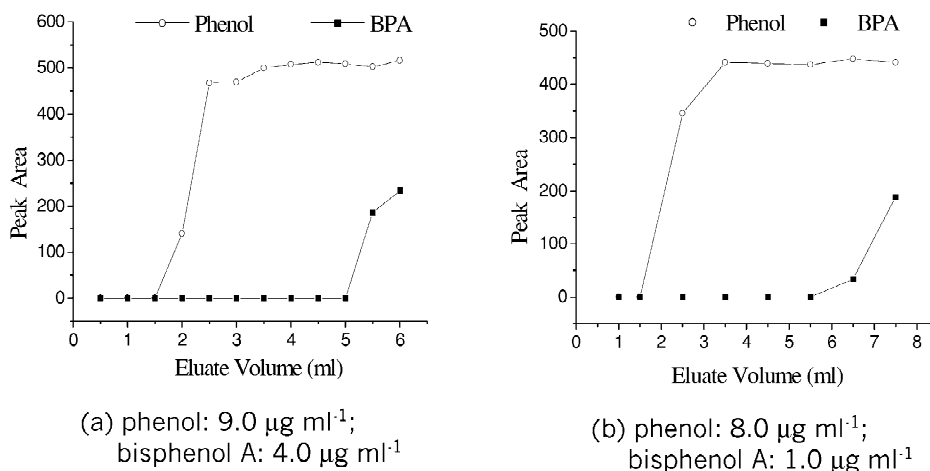 Phenol BPA
600
500
400
300
200
100
0
Peak Area
0 1 2 3 4 5 6
Eluate Volume (ml)
(a) phenol: 9.0 µg ml-1;
bisphenol A: 4.0 µg ml-1
Phenol BPA
500
400
300
200
100
0
Peak Area
0 1 2 3 4 5 6 7 8
Eluate Volume (ml)
(b) phenol: 8.0 µg ml-1;
bisphenol A: 1.0 µg ml-1